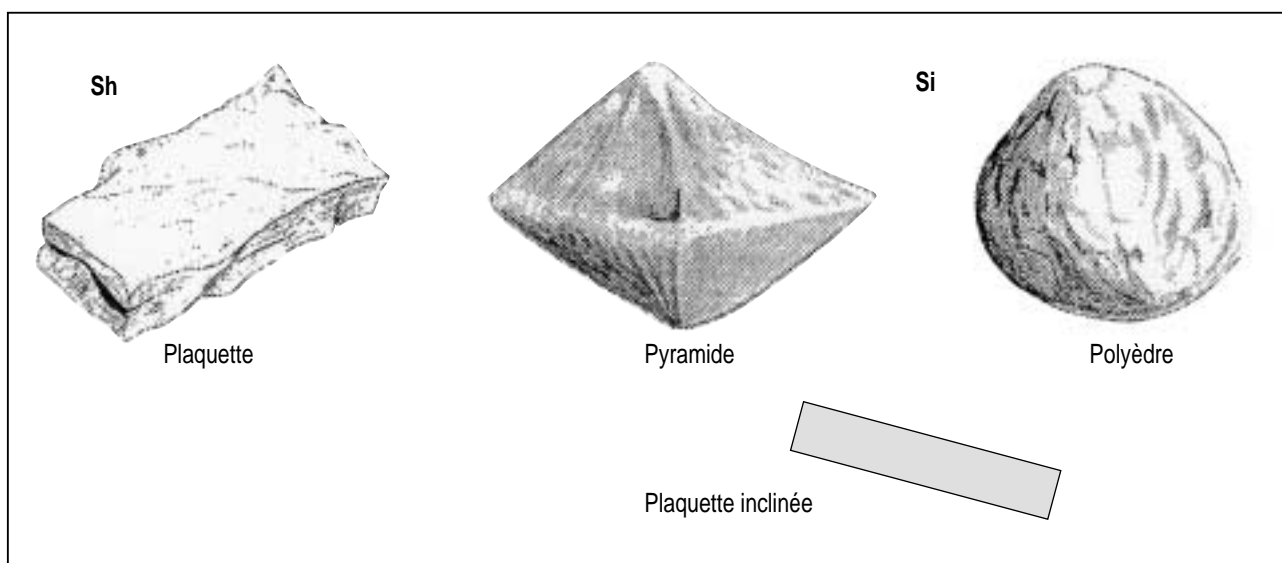 Sh
Si
Plaquette
Pyramide
Polyèdre
Plaquette inclinée